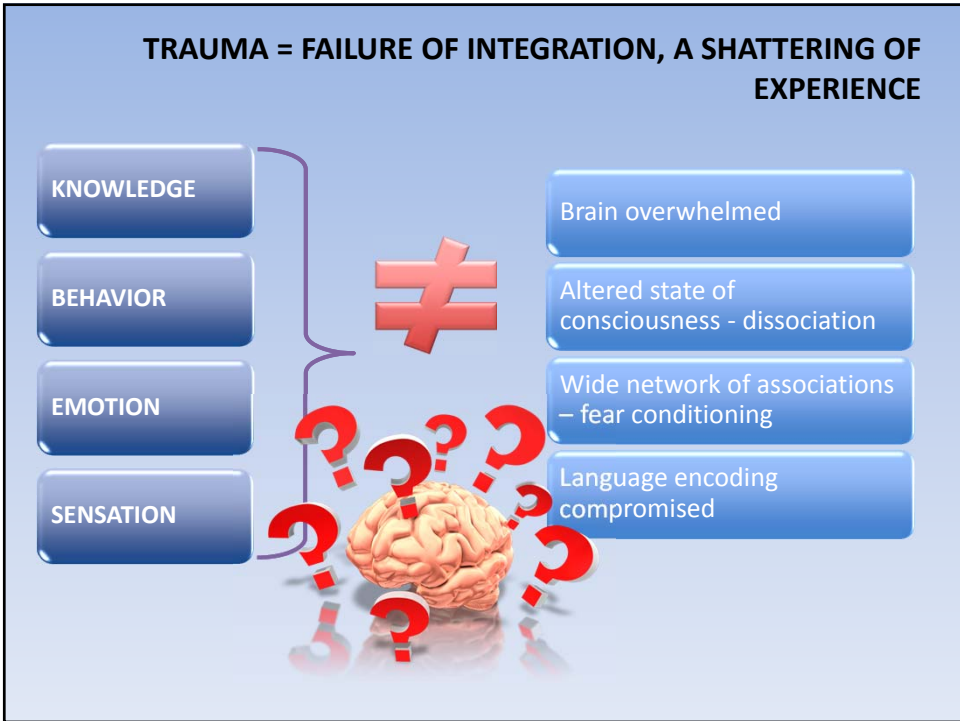 TRAUMA = FAILURE OF INTEGRATION, A SHATTERING OF
EXPERIENCE
KNOWLEDGE
BEHAVIOR
EMOTION
SENSATION
≠
Brain overwhelmed
Altered state of
consciousness - dissociation
Wide network of associations
– fear conditioning
Language encoding
compromised
? ? ? ? ? ? ? ?